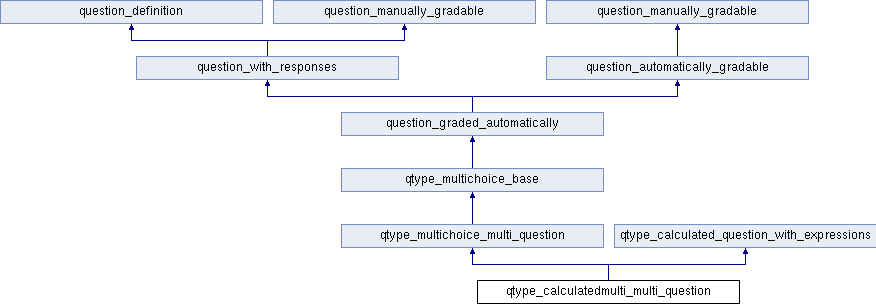 question_definition
question_manually_gradable
question_manually_gradable
question_with_responses
question_automatically_gradable
question_graded_automatically
qtype_multichoice_base
qtype_multichoice_multi_question
qtype_calculated_question_with_expressions
qtype_calculatedmulti_multi_question